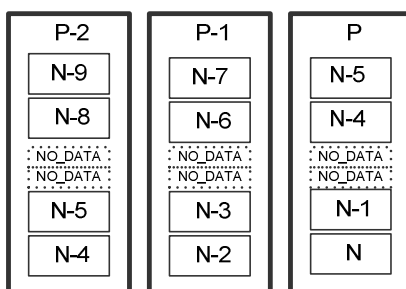 P-2
N-9
N-8
NO_DATA
NO_DATA
N-5
N-4
P-1
N-7
N-6
NO_DATA
NO_DATA
N-3
N-2
P
N-5
N-4
NO_DATA
NO_DATA
N-1
N